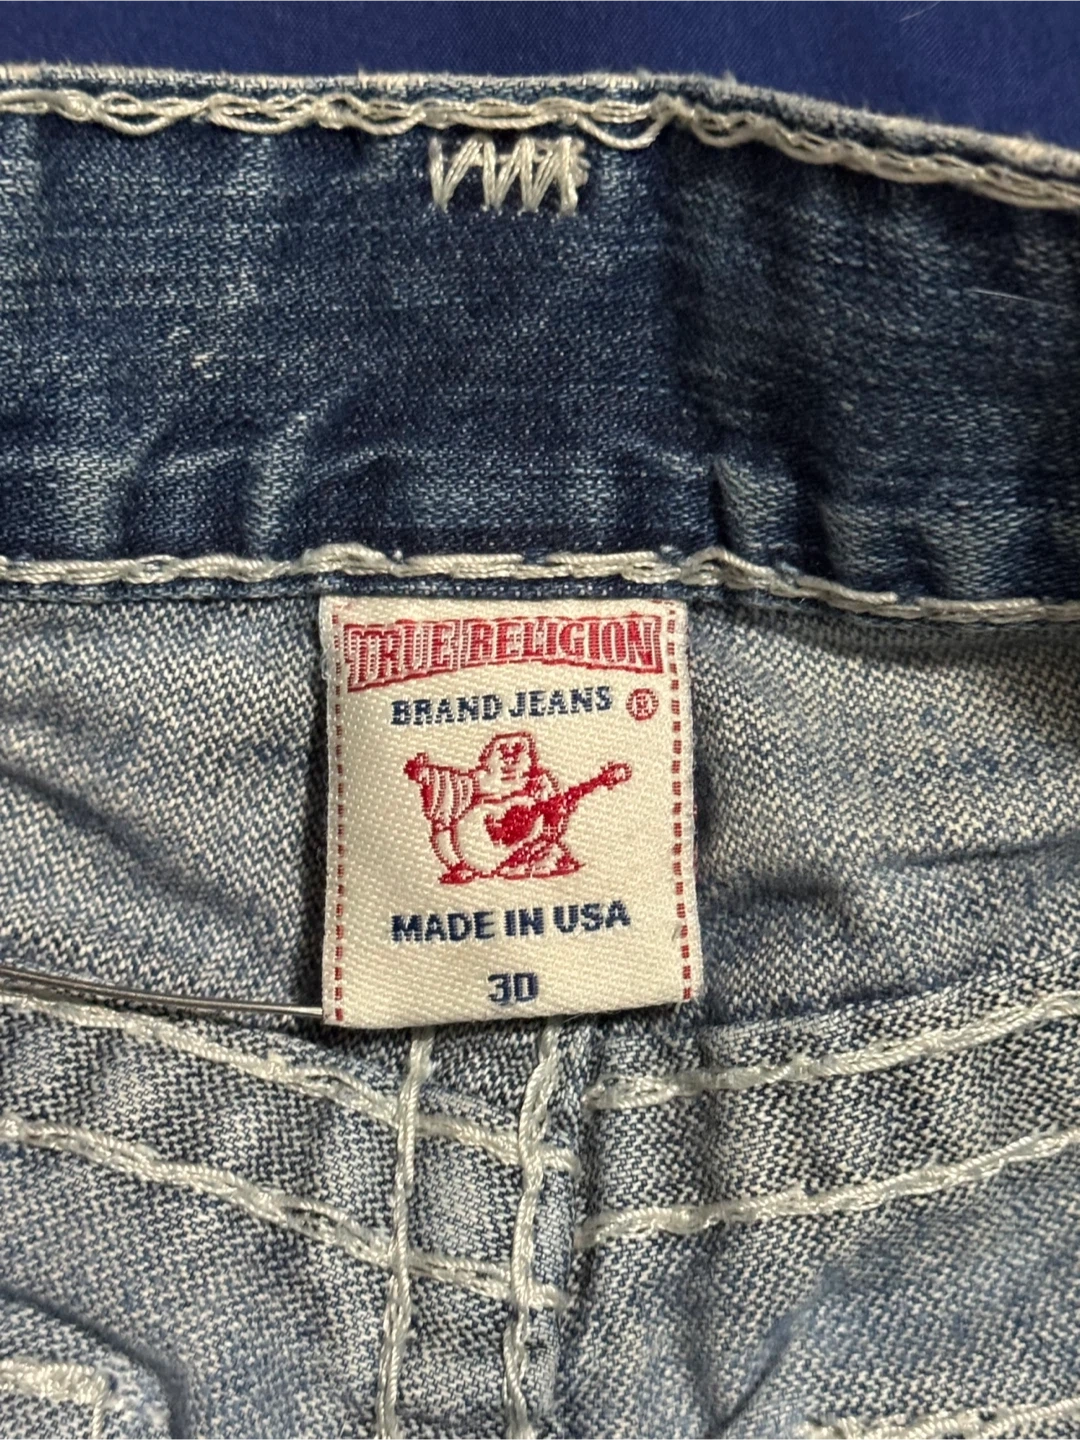 TRUE RELIGION
BRAND JEANS ®
MADE IN USA
30